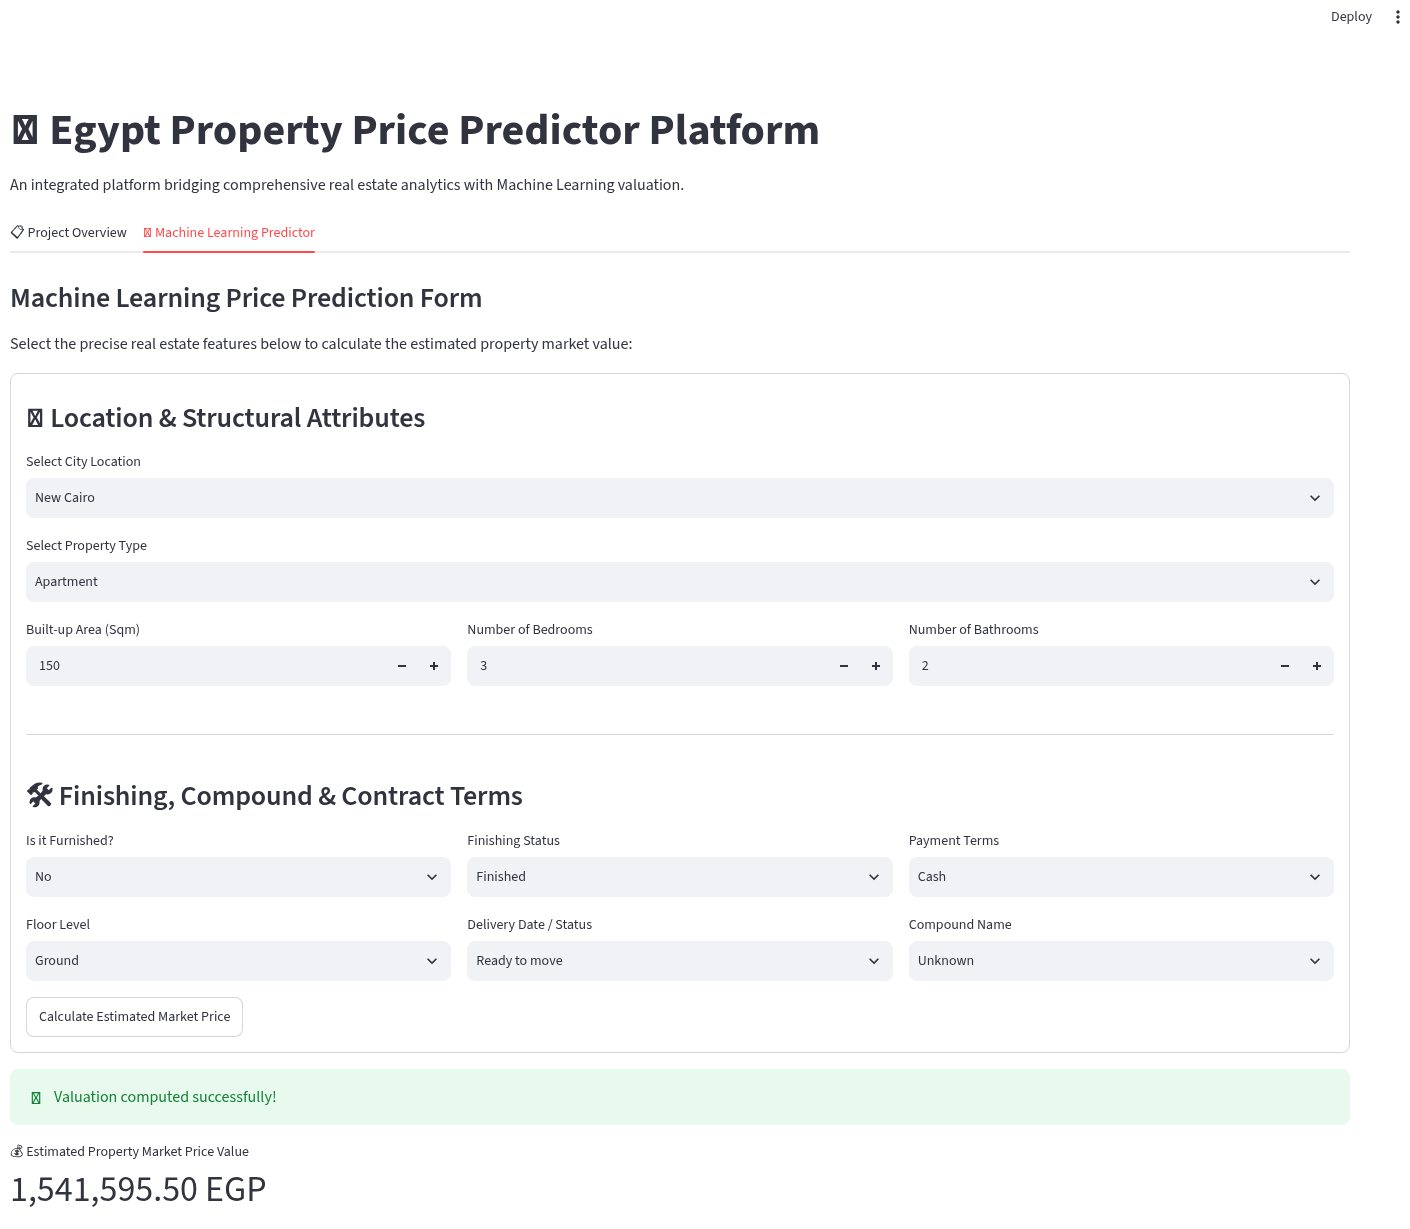 Deploy
Egypt Property Price Predictor Platform
An integrated platform bridging comprehensive real estate analytics with Machine Learning valuation.
📋 Project Overview
Machine Learning Predictor
Machine Learning Price Prediction Form
Select the precise real estate features below to calculate the estimated property market value:
Location & Structural Attributes
Select City Location
New Cairo
Select Property Type
Apartment
Built-up Area (Sqm)
Number of Bedrooms
Number of Bathrooms
150
3
2
🛠 Finishing, Compound & Contract Terms
Is it Furnished?
Finishing Status
Payment Terms
No
Finished
Cash
Floor Level
Delivery Date / Status
Compound Name
Ground
Ready to move
Unknown
Calculate Estimated Market Price
Valuation computed successfully!
💰 Estimated Property Market Price Value
1,541,595.50 EGP